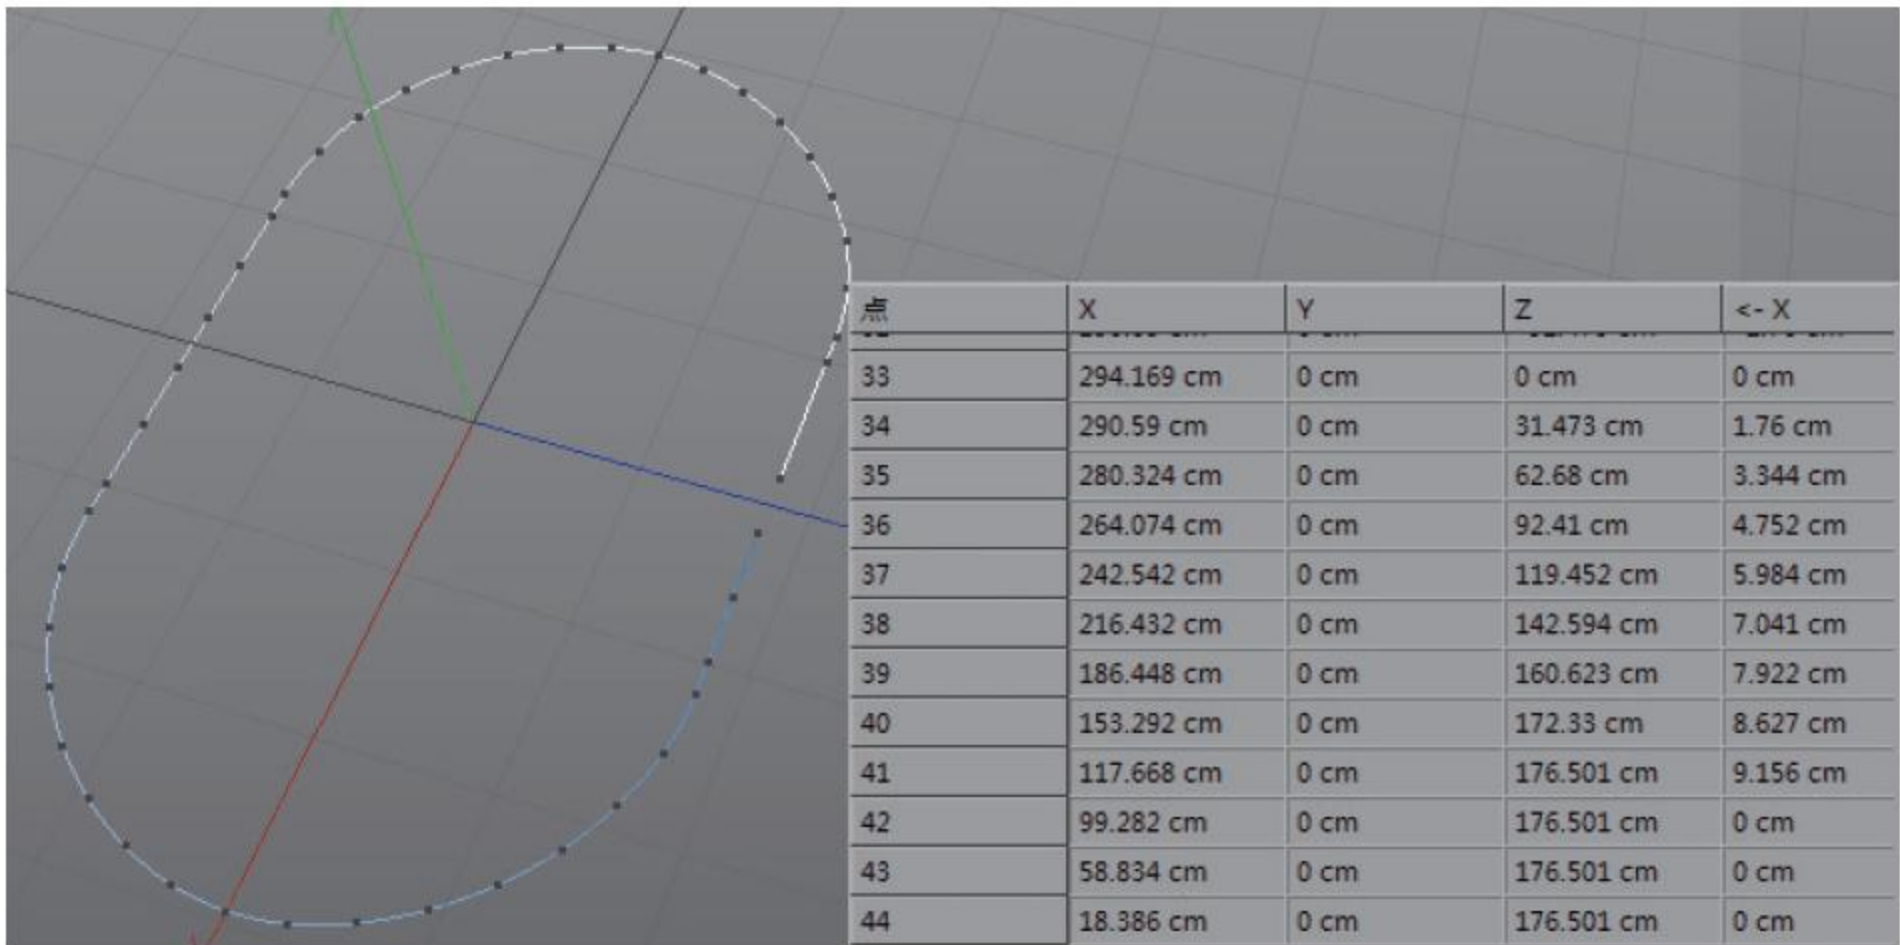 点 X Y Z <- X
33 294.169 cm 0 cm 0 cm 0 cm
34 290.59 cm 0 cm 31.473 cm 1.76 cm
35 280.324 cm 0 cm 62.68 cm 3.344 cm
36 264.074 cm 0 cm 92.41 cm 4.752 cm
37 242.542 cm 0 cm 119.452 cm 5.984 cm
38 216.432 cm 0 cm 142.594 cm 7.041 cm
39 186.448 cm 0 cm 160.623 cm 7.922 cm
40 153.292 cm 0 cm 172.33 cm 8.627 cm
41 117.668 cm 0 cm 176.501 cm 9.156 cm
42 99.282 cm 0 cm 176.501 cm 0 cm
43 58.834 cm 0 cm 176.501 cm 0 cm
44 18.386 cm 0 cm 176.501 cm 0 cm